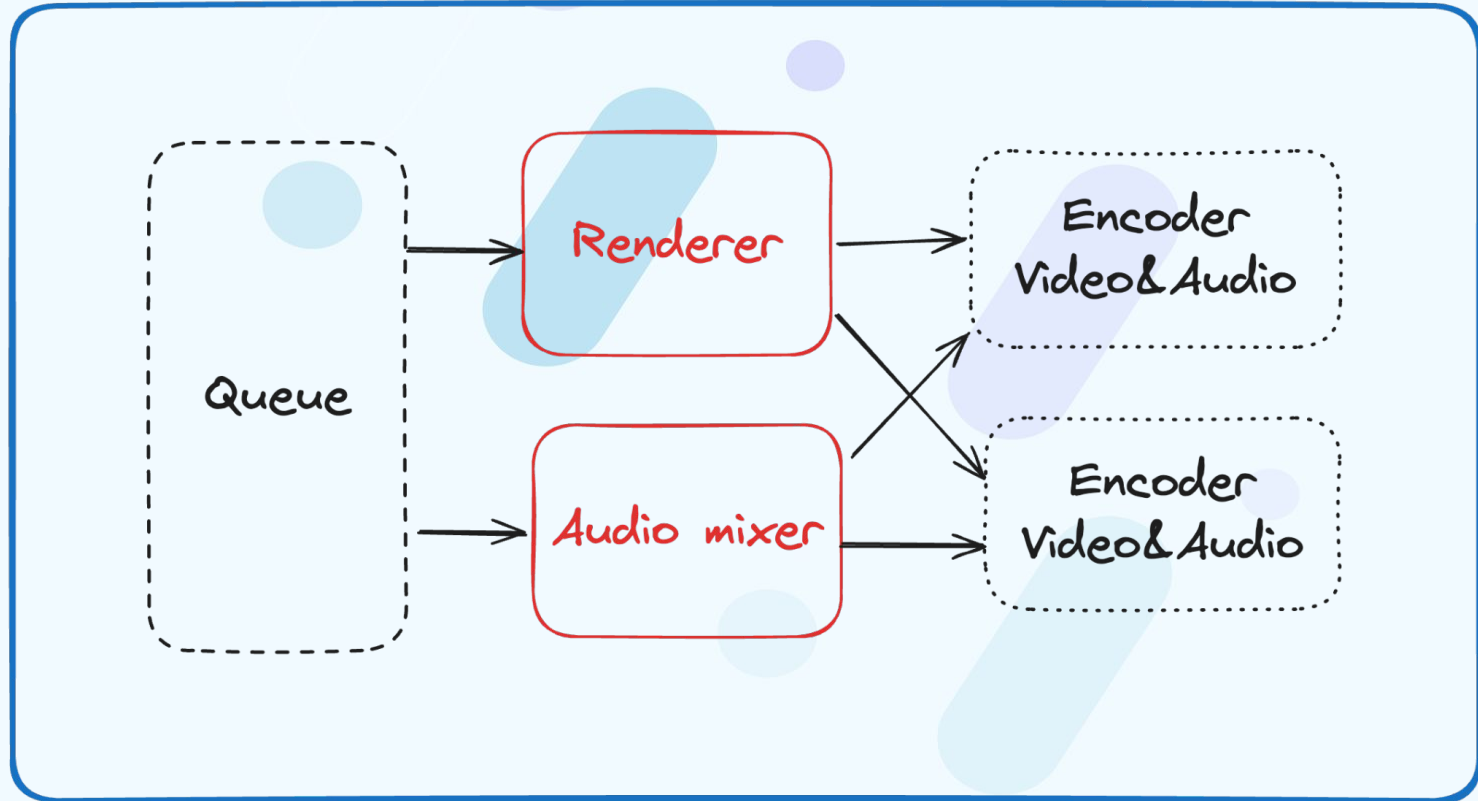 Queue
Renderer
Audio mixer
Encoder
Video&Audio
Encoder
Video&Audio